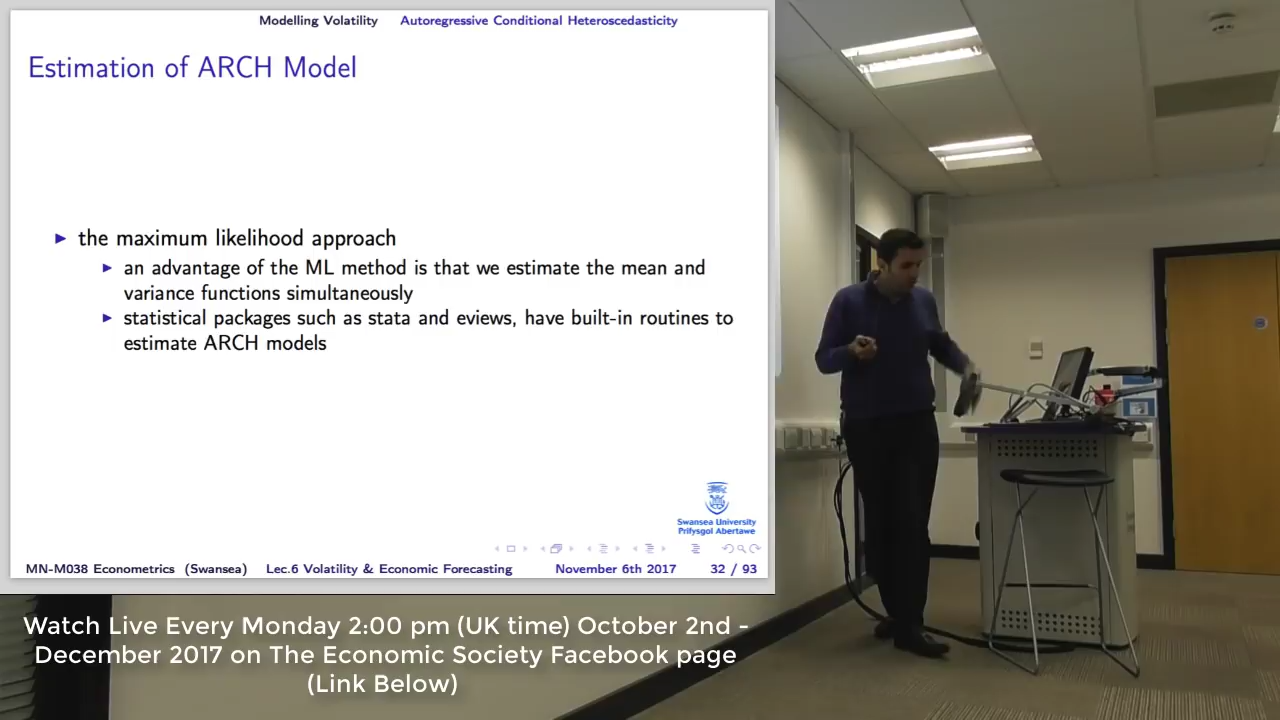 Modelling Volatility Autoregressive Conditional Heteroscedasticity
Estimation of ARCH Model
the maximum likelihood approach
an advantage of the ML method is that we estimate the mean and
variance functions simultaneously
statistical packages such as stata and eviews, have built-in routines to
estimate ARCH models
Swansea University
Prifysgol Abertawe
MN-M038 Econometrics (Swansea) Lec.6 Volatility & Economic Forecasting November 6th 2017 32 / 93
Watch Live Every Monday 2:00 pm (UK time) October 2nd -
December 2017 on The Economic Society Facebook page
(Link Below)